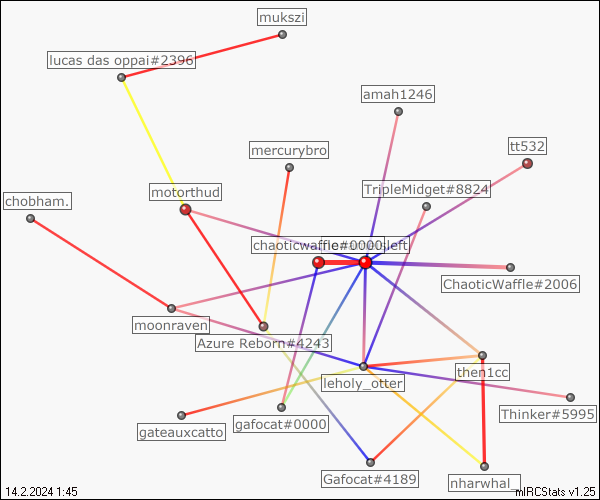 mukszi
lucas das oppai#2396
amah1246
mercurybro
tt532
TripleMidget#8824
motorthud
chobham.
chaoticwaffle#0000
left
ChaoticWaffle#2006
moonraven
Azure Reborn#4243
then1cc
leholy_otter
Thinker#5995
gafocat#0000
gateauxcatto
Gafocat#4189
nharwhal_
14.2.2024 1:45
mIRCStats v1.25